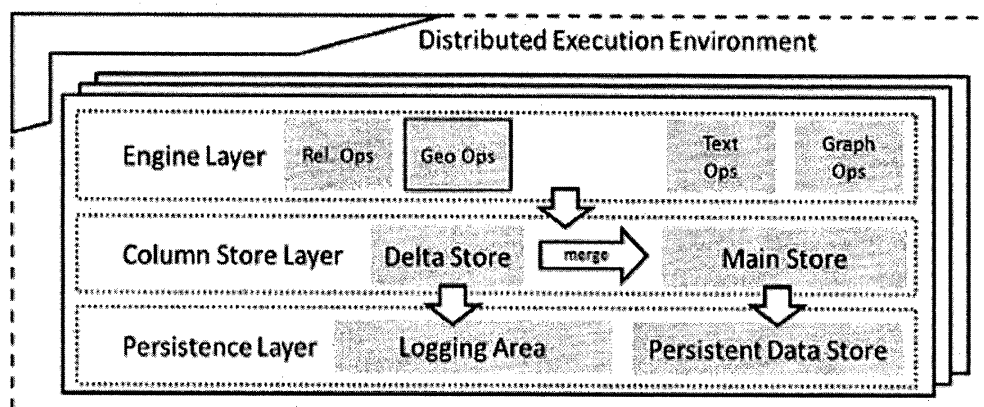 Distributed Execution Environment
Engine Layer
Rel. Ops
Geo Ops
Text
Ops
Graph
Ops
Column Store Layer
Delta Store
merge
Main Store
Persistence Layer
Logging Area
Persistent Data Store